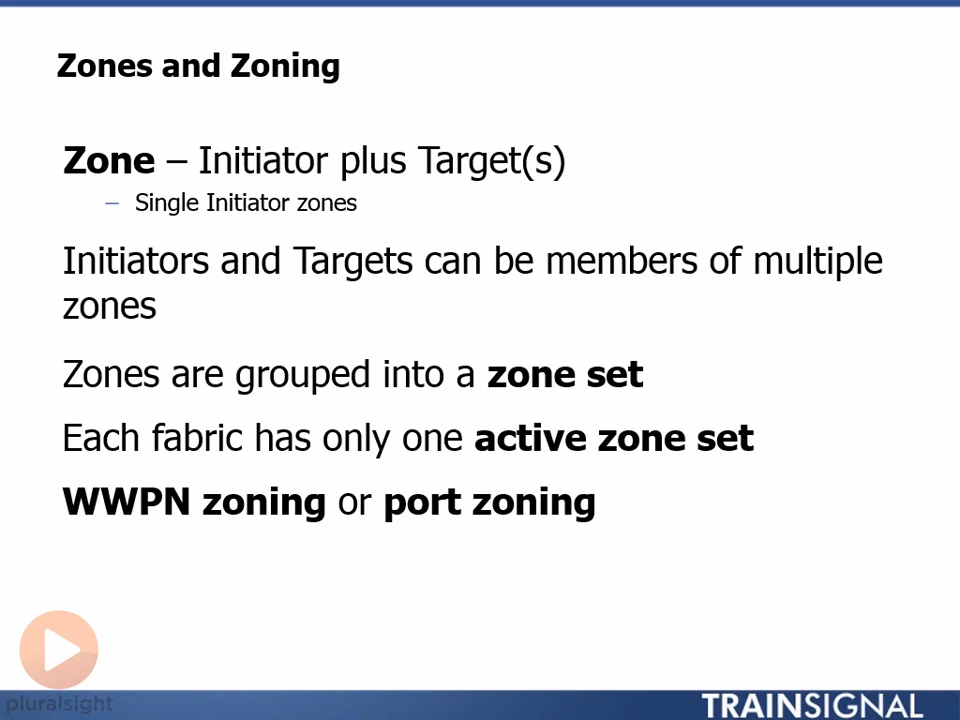 Zones and Zoning
Zone – Initiator plus Target(s)
– Single Initiator zones
Initiators and Targets can be members of multiple
zones
Zones are grouped into a zone set
Each fabric has only one active zone set
WWPN zoning or port zoning
pluralsight
TRAINSIGNAL